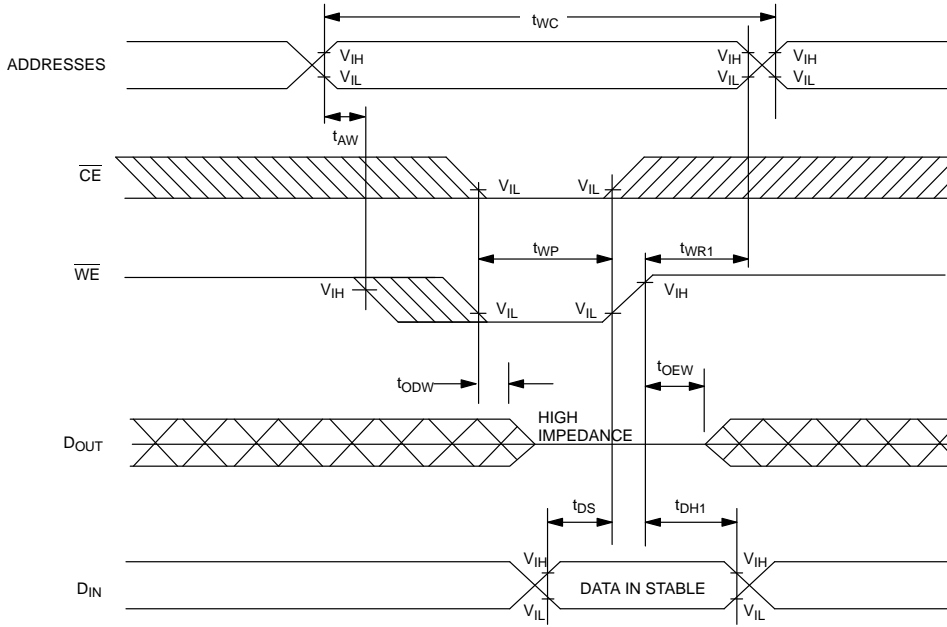 tWC
ADDRESSES
VIH
VIL
VIH
VIL
VIH
VIL
tAW
CE
VIL
VIL
tWP
tWR1
WE
VIH
VIL
VIL
VIH
tODW
tOEW
DOUT
HIGH
IMPEDANCE
tDS
tDH1
DIN
VIH
VIL
DATA IN STABLE
VIH
VIL